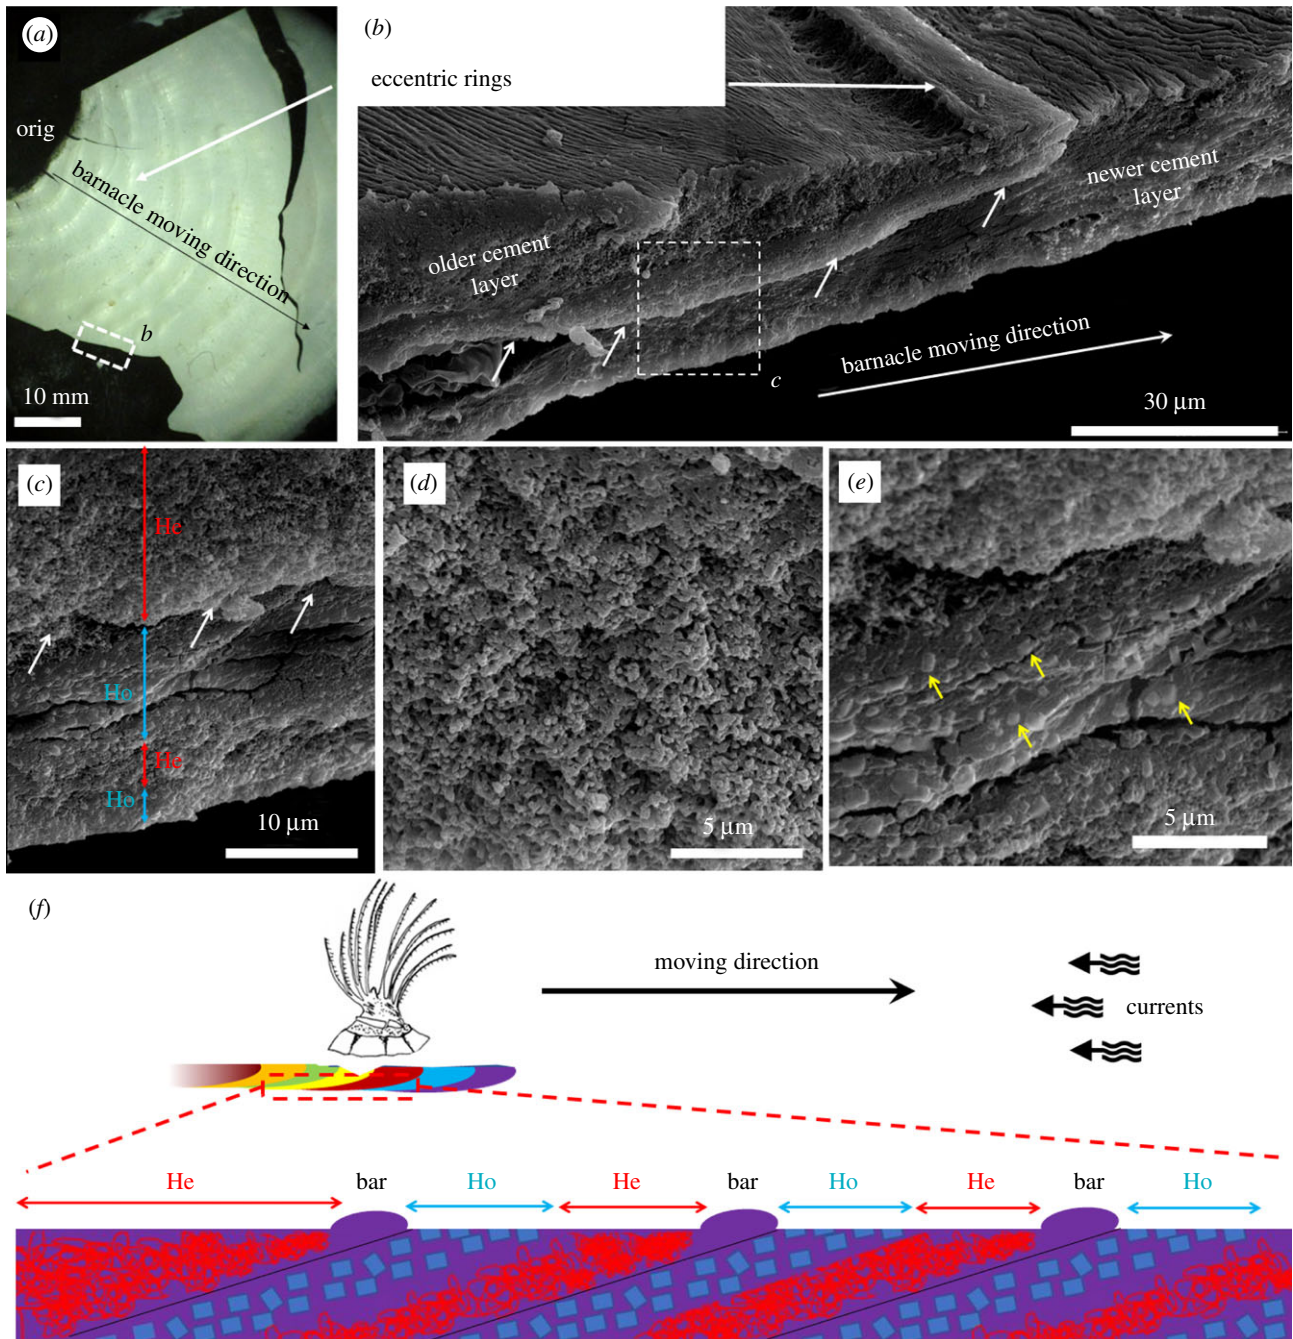 (a)
orig
barnacle moving direction
b
10 mm
(b)
eccentric rings
older cement
layer
newer cement
layer
c
barnacle moving direction
30 µm
(c)
He
Ho
He
Ho
10 µm
(d)
5 µm
(e)
5 µm
(f)
moving direction
currents
He bar Ho He bar Ho He bar Ho